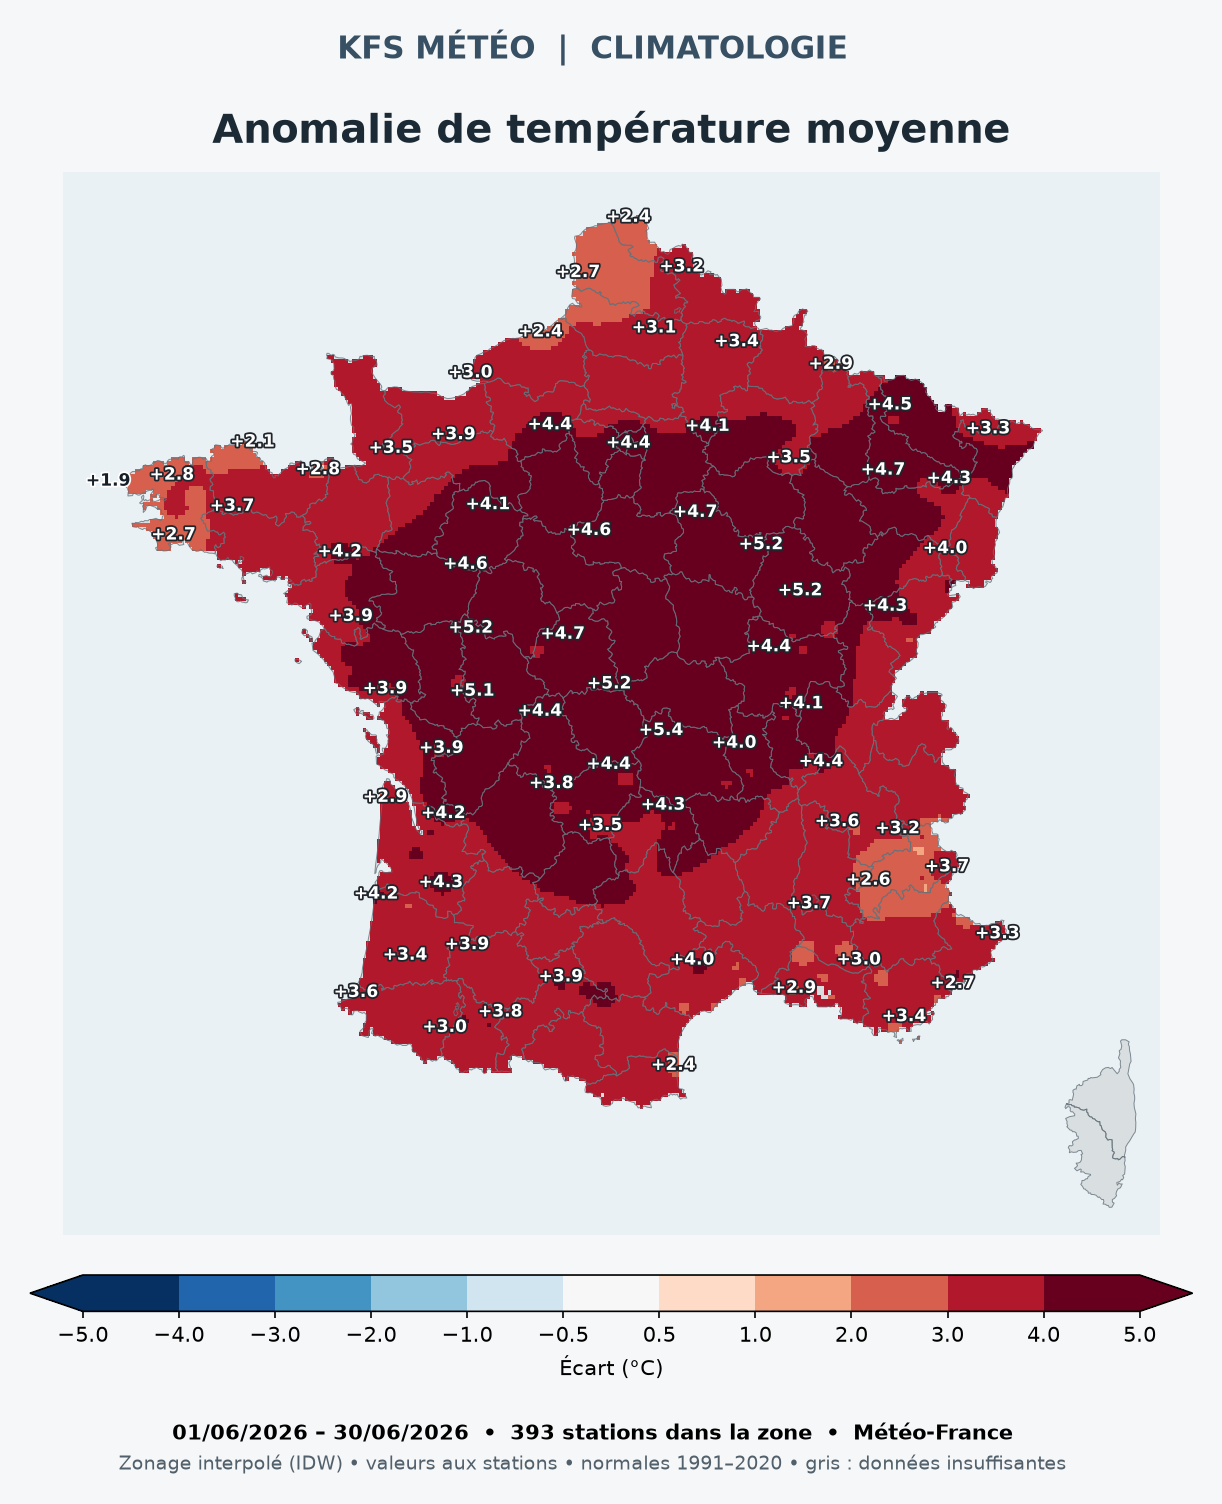 KFS MÉTÉO | CLIMATOLOGIE
Anomalie de température moyenne
+2.4
+2.7 +3.2
+2.4 +3.1 +3.4
+3.0 +2.9
+4.5
+3.9 +4.4 +4.4 +4.1 +3.3
+2.1 +3.5
+1.9 +2.8 +2.8 +3.5 +4.7 +4.3
+3.7 +4.1 +4.7
+2.7 +4.6 +5.2 +4.0
+4.2 +4.6
+5.2 +4.3
+3.9 +5.2 +4.7 +4.4
+3.9 +5.1 +5.2 +4.1
+4.4 +5.4 +4.0
+3.9 +4.4 +4.4
+2.9 +3.8 +4.3
+4.2 +3.5 +3.6 +3.2
+4.3 +2.6 +3.7
+4.2 +3.7
+3.4 +3.9 +4.0 +3.0 +3.3
+3.6 +3.9 +2.9 +2.7
+3.0 +3.8 +3.4
+2.4
−5.0 −4.0 −3.0 −2.0 −1.0 −0.5 0.5 1.0 2.0 3.0 4.0 5.0
Écart (°C)
01/06/2026 – 30/06/2026 • 393 stations dans la zone • Météo-France
Zonage interpolé (IDW) • valeurs aux stations • normales 1991–2020 • gris : données insuffisantes